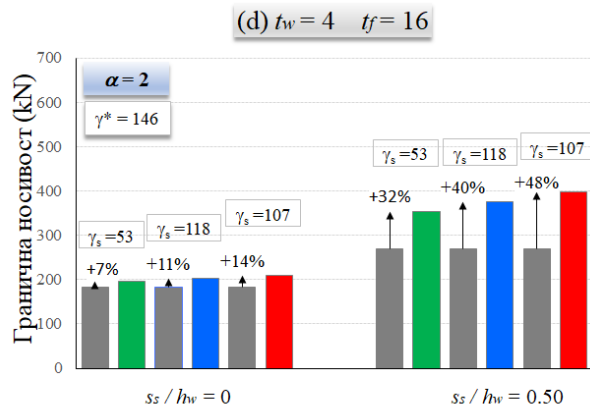 (d) tw = 4 tf = 16
Гранична носивост (kN)
700
600
500
400
300
200
100
0
α = 2
γ* = 146
γs =53
γs =118
γs =107
+7%
+11%
+14%
γs =53
γs =118
γs =107
+32%
+40%
+48%
ss / hw = 0
ss / hw = 0.50